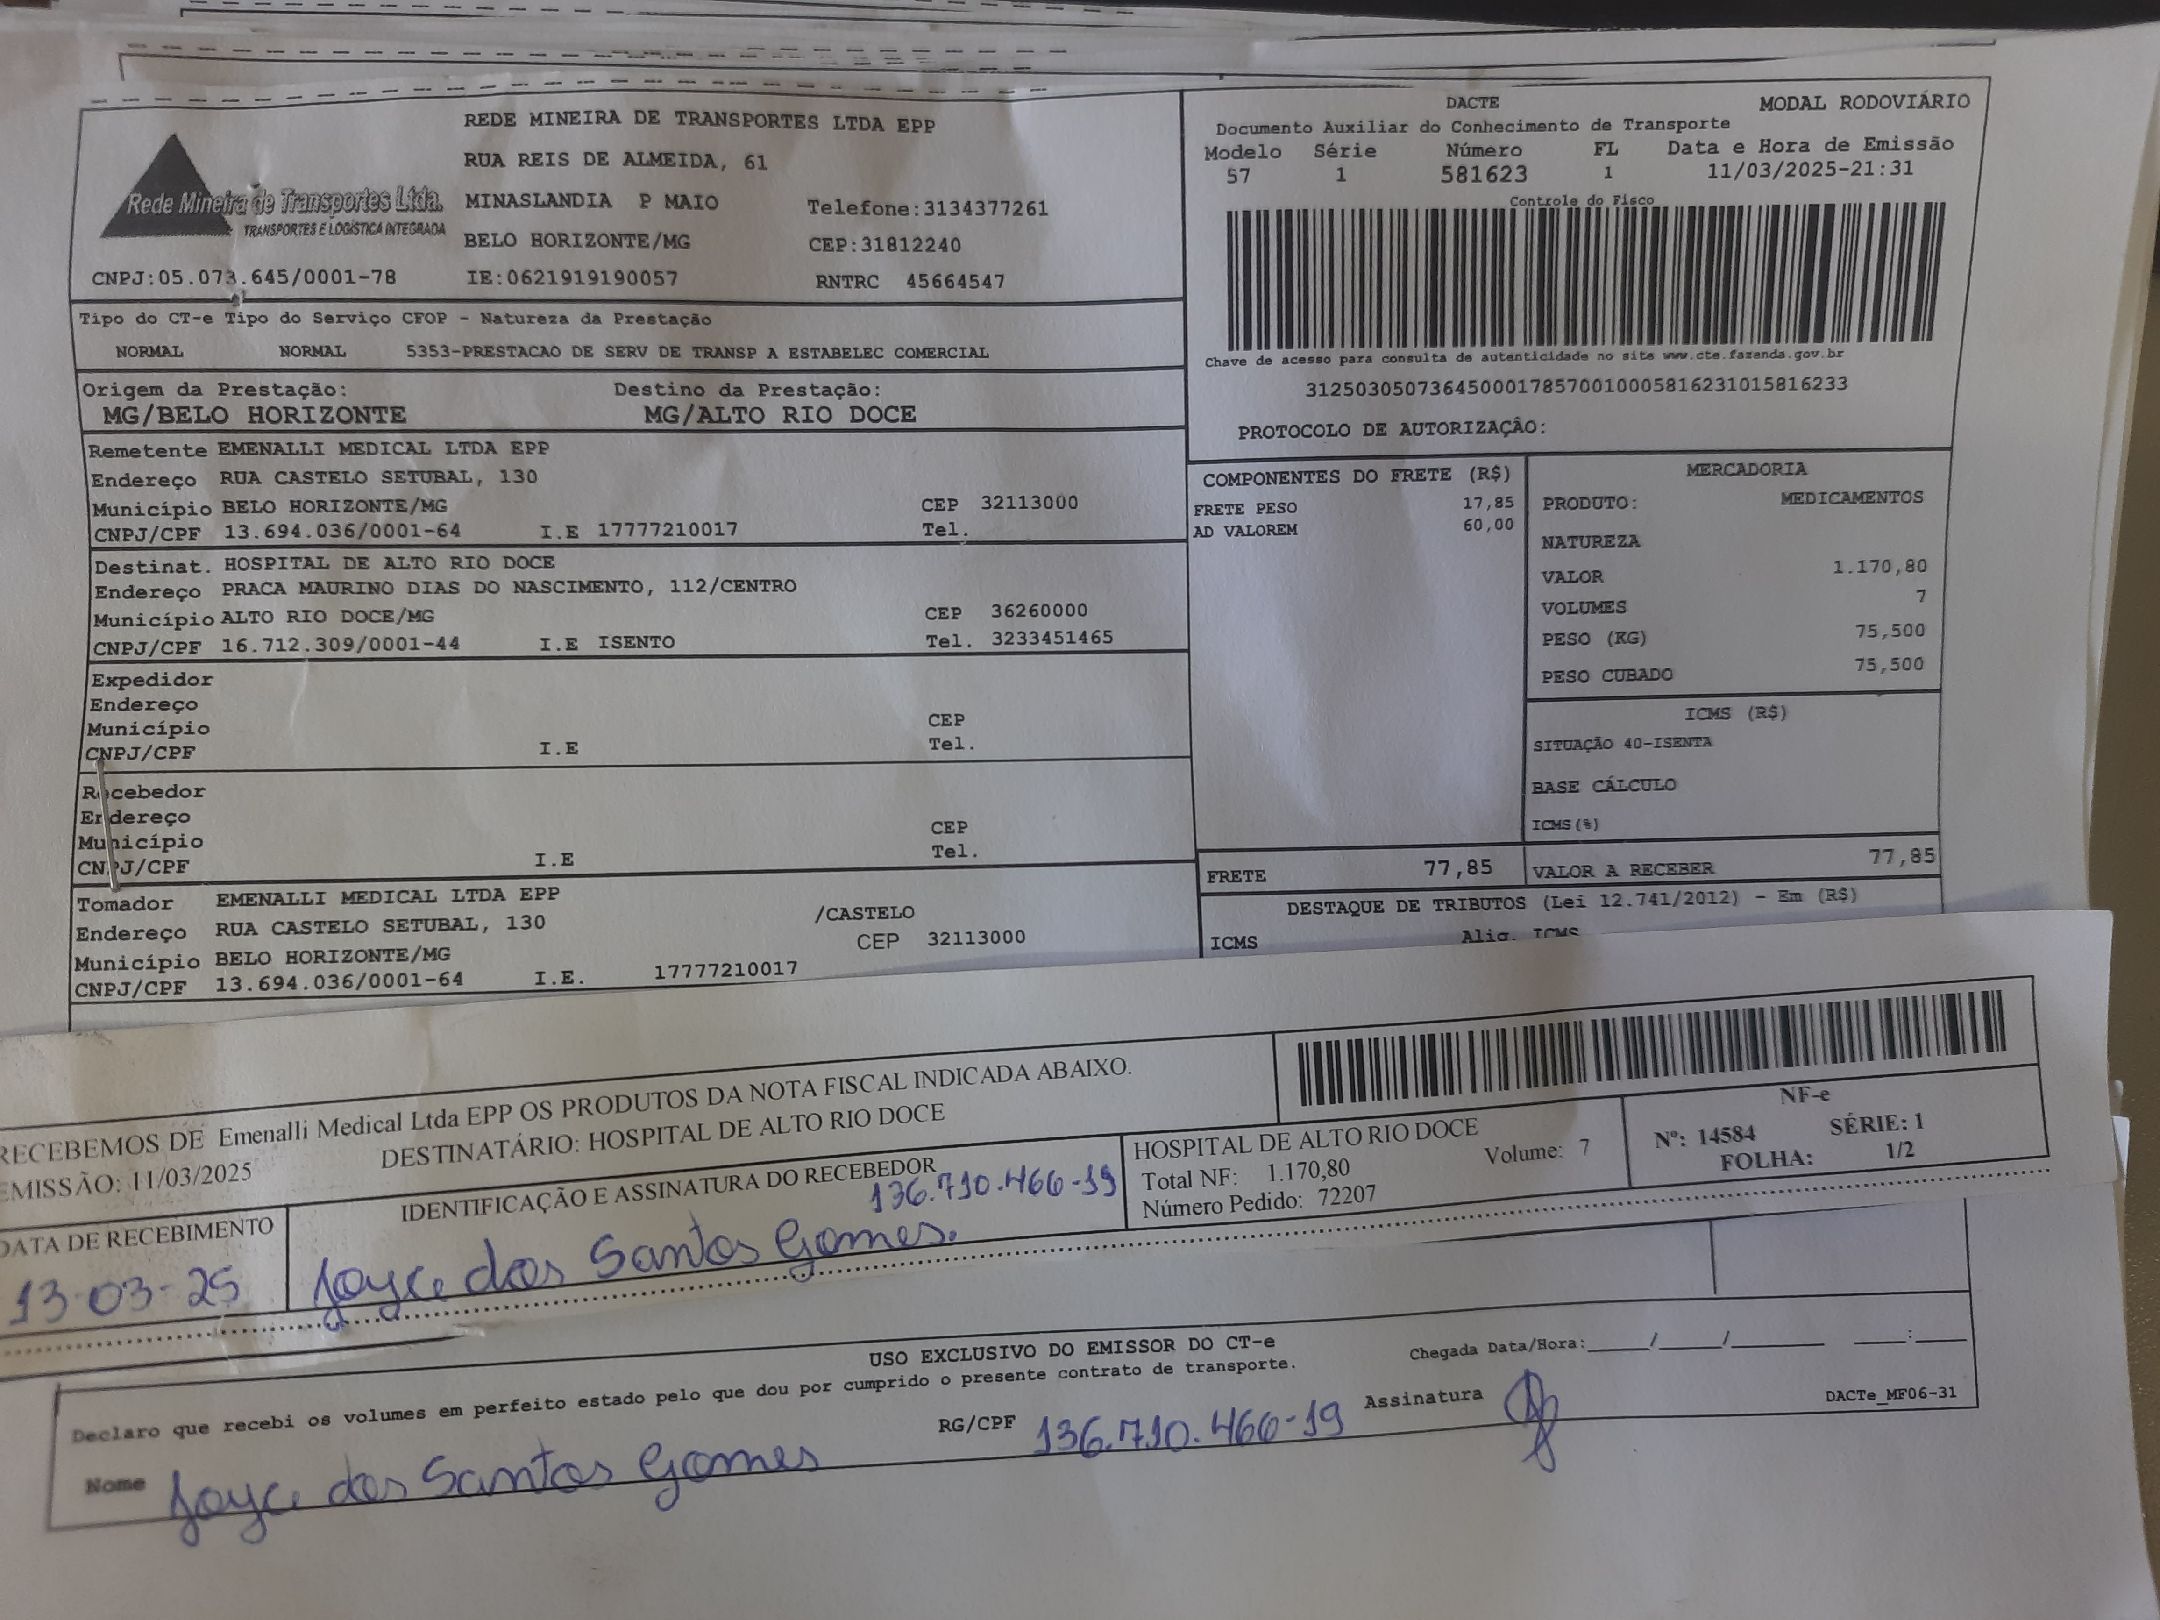 REDE MINEIRA DE TRANSPORTES LTDA EPP
RUA REIS DE ALMEIDA, 61
MINASLANDIA P MAIO Telefone:3134377261
BELO HORIZONTE/MG CEP:31812240
Rede Mineira de Transportes Ltda.
TRANSPORTES E LOGÍSTICA INTEGRADA
CNPJ:05.073.645/0001-78 IE:0621919190057 RNTRC 45664547
DACTE MODAL RODOVIÁRIO
Documento Auxiliar do Conhecimento de Transporte
Modelo Série Número FL Data e Hora de Emissão
57 1 581623 1 11/03/2025-21:31
Controle do Fisco
Chave de acesso para consulta de autenticidade no site www.cte.fazenda.gov.br
31250305073645000178570010005816231015816233
PROTOCOLO DE AUTORIZAÇÃO:
Tipo do CT-e Tipo do Serviço CFOP - Natureza da Prestação
NORMAL NORMAL 5353-PRESTACAO DE SERV DE TRANSP A ESTABELEC COMERCIAL
Origem da Prestação: Destino da Prestação:
MG/BELO HORIZONTE MG/ALTO RIO DOCE
Remetente EMENALLI MEDICAL LTDA EPP
Endereço RUA CASTELO SETUBAL, 130
Município BELO HORIZONTE/MG CEP 32113000
CNPJ/CPF 13.694.036/0001-64 I.E 17777210017 Tel.
Destinat. HOSPITAL DE ALTO RIO DOCE
Endereço PRACA MAURINO DIAS DO NASCIMENTO, 112/CENTRO
Município ALTO RIO DOCE/MG CEP 36260000
CNPJ/CPF 16.712.309/0001-44 I.E ISENTO Tel. 3233451465
Expedidor
Endereço
Município CEP
CNPJ/CPF I.E Tel.
Recebedor
Endereço
Município CEP
CNPJ/CPF I.E Tel.
Tomador EMENALLI MEDICAL LTDA EPP
Endereço RUA CASTELO SETUBAL, 130 /CASTELO
Município BELO HORIZONTE/MG CEP 32113000
CNPJ/CPF 13.694.036/0001-64 I.E. 17777210017
COMPONENTES DO FRETE (R$)
FRETE PESO 17,85
AD VALOREM 60,00
MERCADORIA
PRODUTO: MEDICAMENTOS
NATUREZA
VALOR 1.170,80
VOLUMES 7
PESO (KG) 75,500
PESO CUBADO 75,500
ICMS (R$)
SITUAÇÃO 40-ISENTA
BASE CÁLCULO
ICMS(%)
FRETE 77,85 VALOR A RECEBER 77,85
DESTAQUE DE TRIBUTOS (Lei 12.741/2012) - Em (R$)
ICMS Aliq. ICMS
RECEBEMOS DE Emenalli Medical Ltda EPP OS PRODUTOS DA NOTA FISCAL INDICADA ABAIXO.
EMISSÃO: 11/03/2025 DESTINATÁRIO: HOSPITAL DE ALTO RIO DOCE
DATA DE RECEBIMENTO IDENTIFICAÇÃO E ASSINATURA DO RECEBEDOR
136.710.466-19
13-03-25 Joyce dos Santos Gomes.
HOSPITAL DE ALTO RIO DOCE
Total NF: 1.170,80 Volume: 7
Número Pedido: 72207
NF-e
Nº: 14584 SÉRIE: 1
FOLHA: 1/2
USO EXCLUSIVO DO EMISSOR DO CT-e
Declaro que recebi os volumes em perfeito estado pelo que dou por cumprido o presente contrato de transporte.
Chegada Data/Hora:_____/_____/________ ____:____
Nome Joyce dos Santos Gomes RG/CPF 136.710.466-19 Assinatura
DACTe_MF06-31